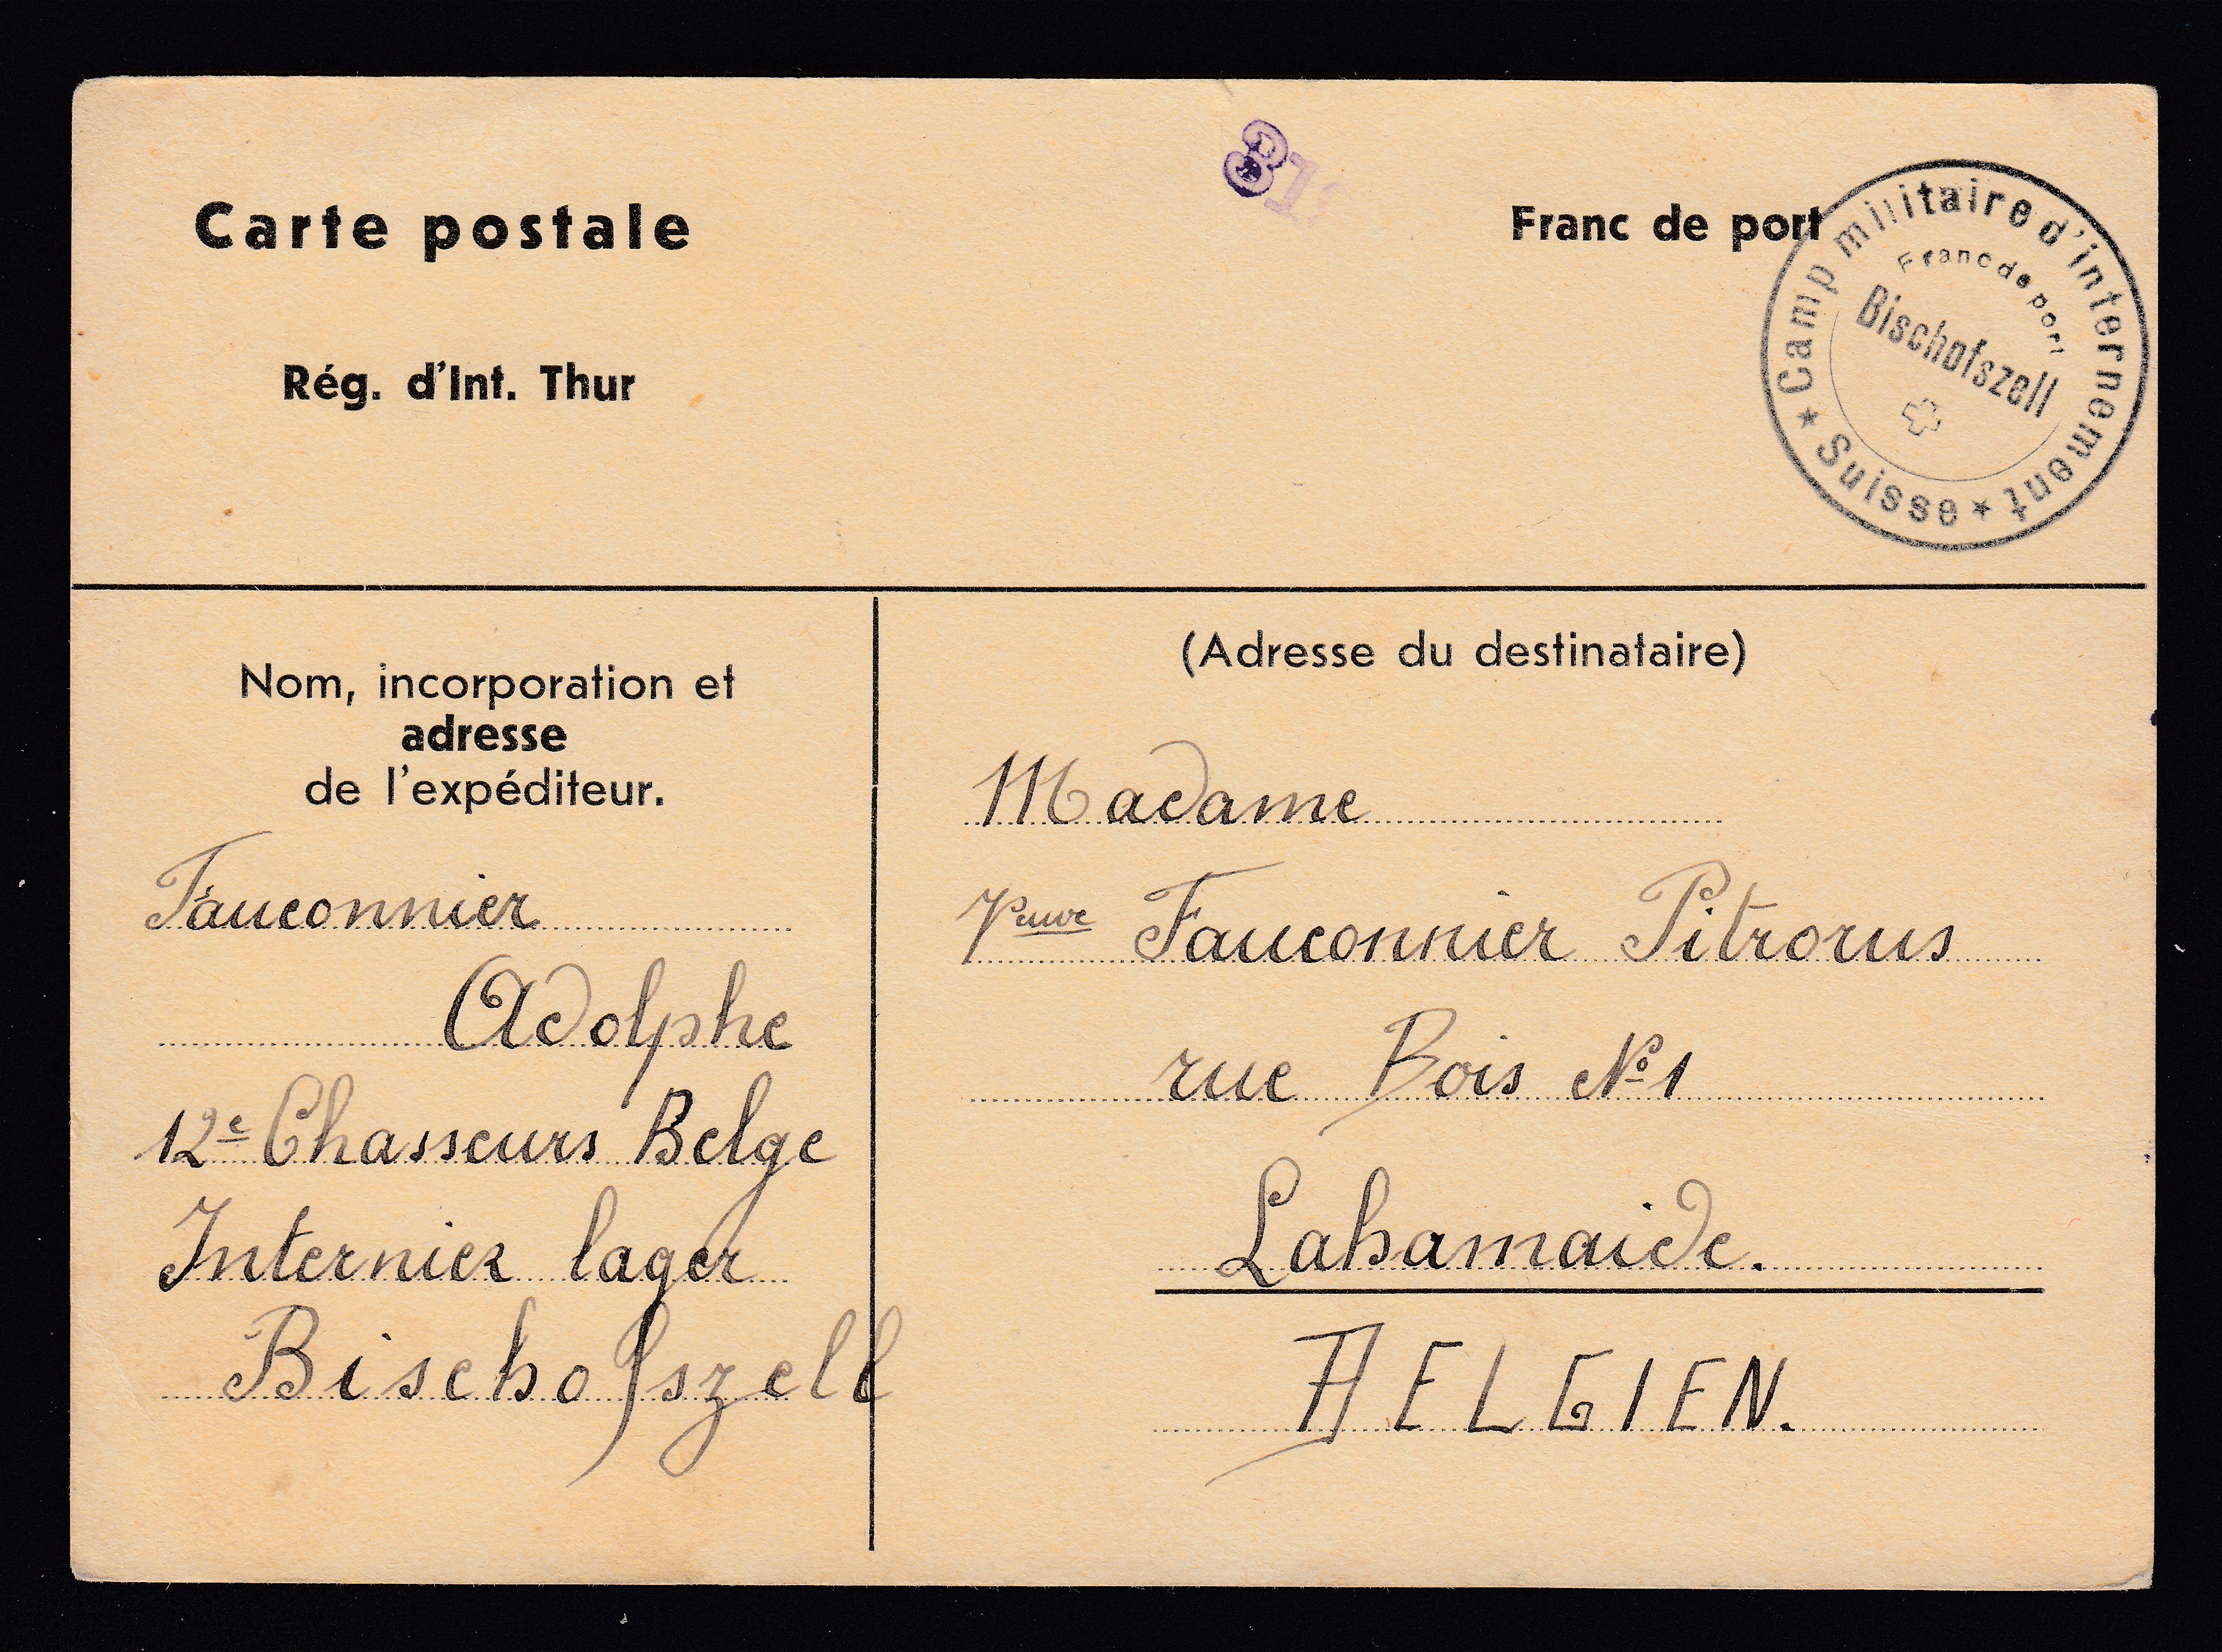 Carte postale
Rég. d'Int. Thur
Franc de port
★ Camp militaire d'internement ★ Suisse
Franc de port
Bischofszell
Nom, incorporation et
adresse
de l'expéditeur.
Fauconnier
Adolphe
12e Chasseurs Belge
Internier lager
Bischofszell
(Adresse du destinataire)
Madame
Veuve Fauconnier Pitrorus
rue Bois No 1
Lahamaide.
BELGIEN.